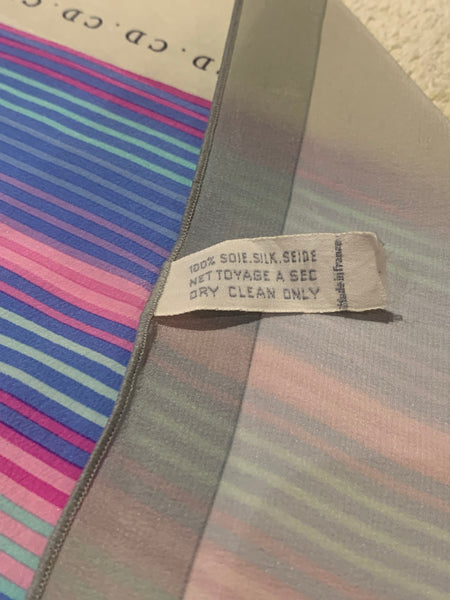 D.CD.CD.
100% SOIE.SILK.SEIDE
NETTOYAGE A SEC
DRY CLEAN ONLY
Made in france